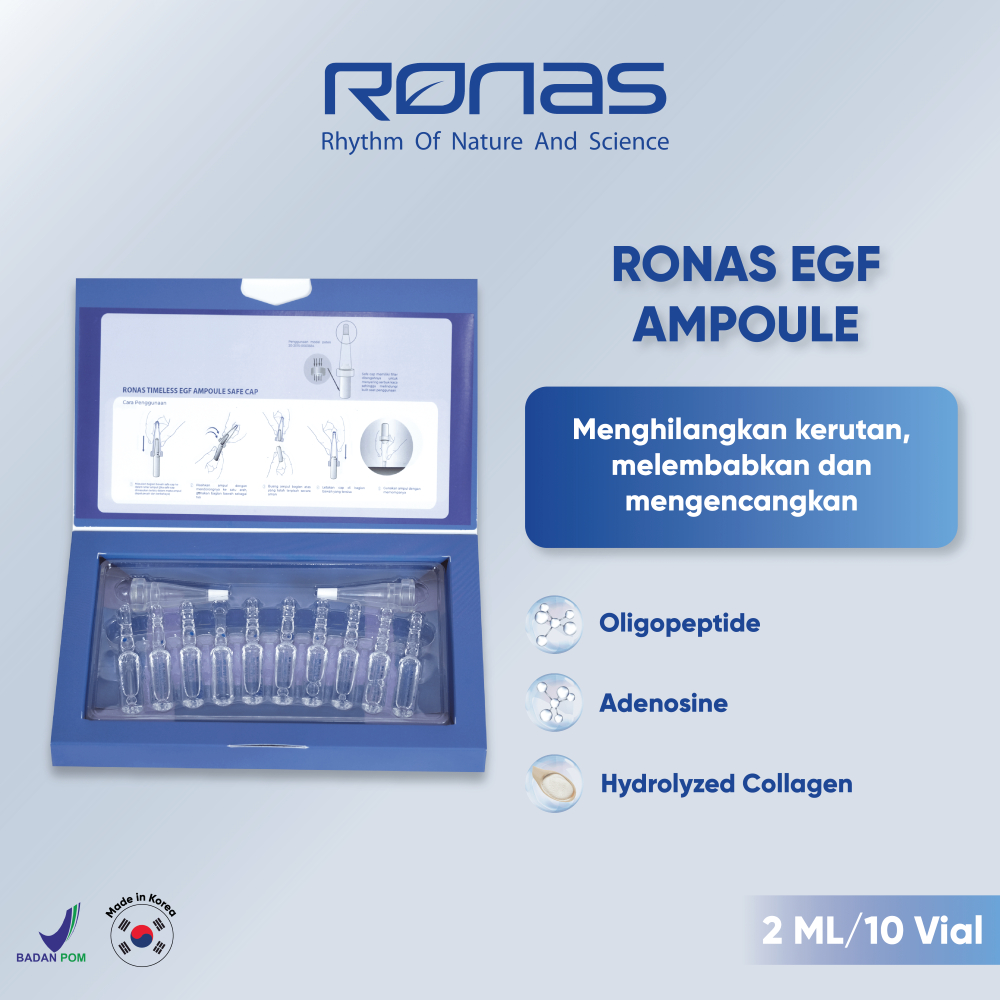 RONAS
Rhythm Of Nature And Science
RONAS EGF
AMPOULE
Menghilangkan kerutan,
melembabkan dan
mengencangkan
Oligopeptide
Adenosine
Hydrolyzed Collagen
RONAS TIMELESS EGF AMPOULE SAFE CAP
Cara Penggunaan
BADAN POM
Made in Korea
2 ML/10 Vial